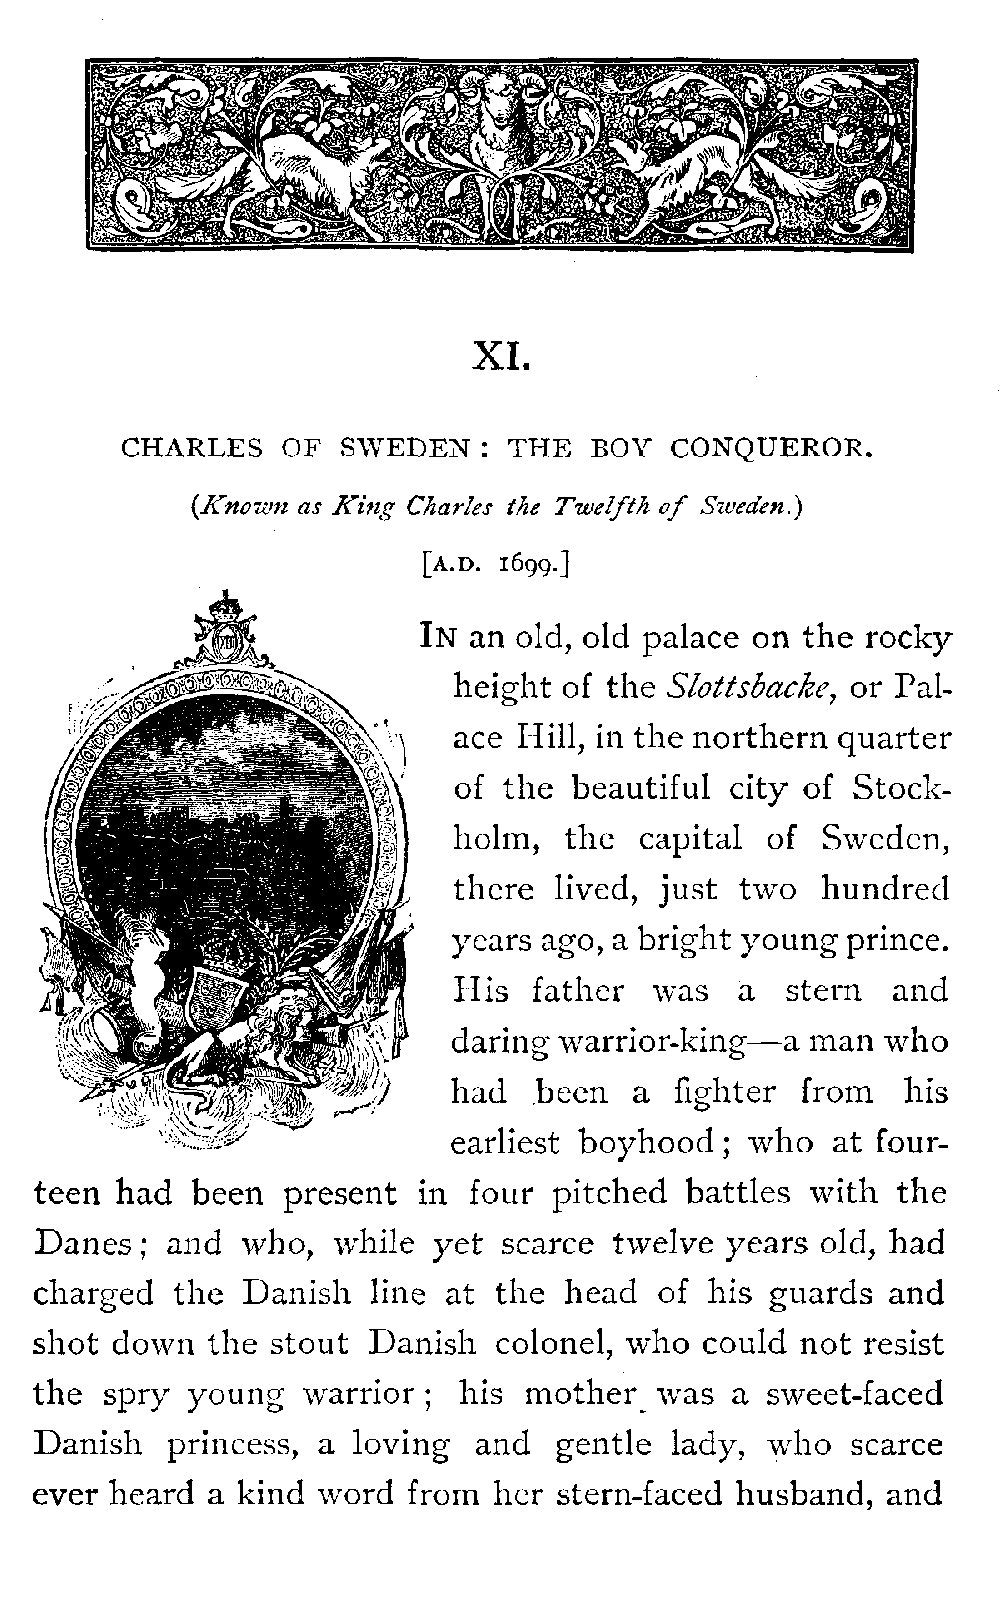 XI.
CHARLES OF SWEDEN: THE BOY CONQUEROR.
(Known as King Charles the Twelfth of Sweden.)
[A.D. 1699.]
IN an old, old palace on the rocky
height of the Slottsbacke, or Pal-
ace Hill, in the northern quarter
of the beautiful city of Stock-
holm, the capital of Sweden,
there lived, just two hundred
years ago, a bright young prince.
His father was a stern and
daring warrior-king—a man who
had been a fighter from his
earliest boyhood; who at four-
teen had been present in four pitched battles with the
Danes; and who, while yet scarce twelve years old, had
charged the Danish line at the head of his guards and
shot down the stout Danish colonel, who could not resist
the spry young warrior; his mother was a sweet-faced
Danish princess, a loving and gentle lady, who scarce
ever heard a kind word from her stern-faced husband, and